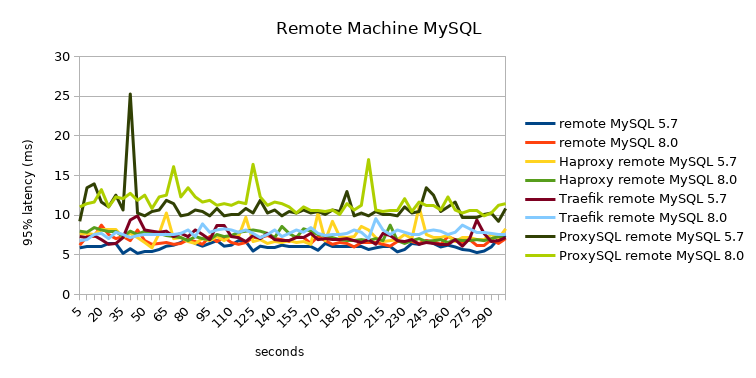 Remote Machine MySQL
30
25
20
15
10
5
0
95% latency (ms)
5 20 35 50 65 80 95 110 125 140 155 170 185 200 215 230 245 260 275 290
seconds
remote MySQL 5.7
remote MySQL 8.0
Haproxy remote MySQL 5.7
Haproxy remote MySQL 8.0
Traefik remote MySQL 5.7
Traefik remote MySQL 8.0
ProxySQL remote MySQL 5.7
ProxySQL remote MySQL 8.0